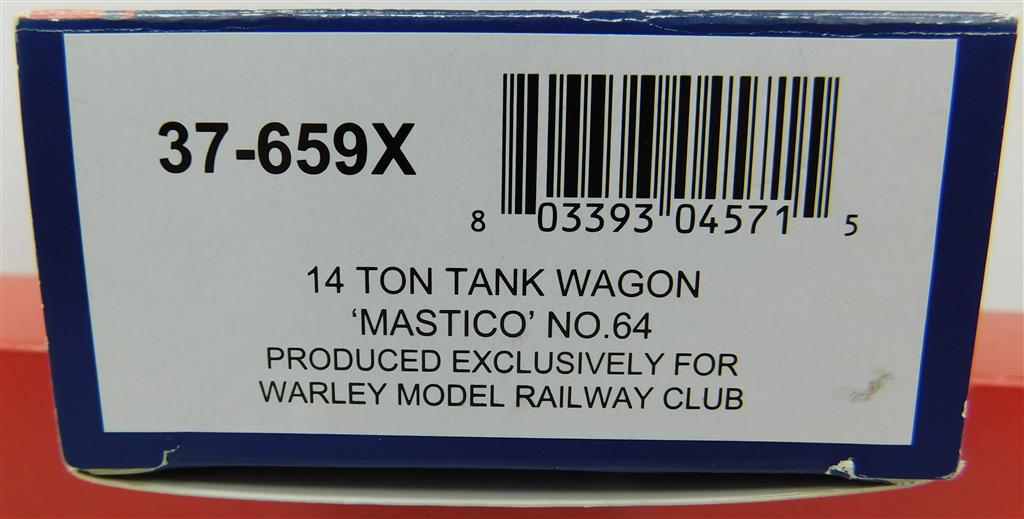 37-659X
8 03393 04571 5
14 TON TANK WAGON
‘MASTICO’ NO.64
PRODUCED EXCLUSIVELY FOR
WARLEY MODEL RAILWAY CLUB